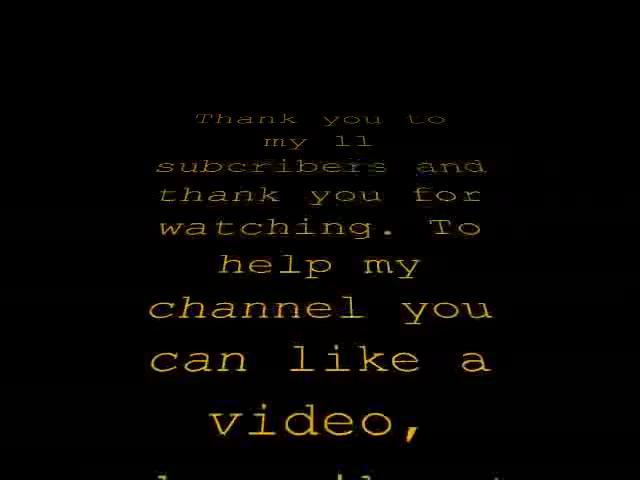 Thank you to
my 11
subcribers and
thank you for
watching. To
help my
channel you
can like a
video,